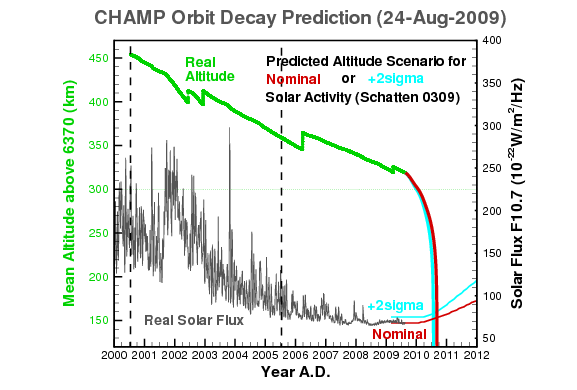 CHAMP Orbit Decay Prediction (24-Aug-2009)
Mean Altitude above 6370 (km)
450
400
350
300
250
200
150
Real
Altitude
Predicted Altitude Scenario for
Nominal or +2sigma
Solar Activity (Schatten 0309)
Real Solar Flux
+2sigma
Nominal
400
350
300
250
200
150
100
50
Solar Flux F10.7 (10^-22 W/m²/Hz)
2000 2001 2002 2003 2004 2005 2006 2007 2008 2009 2010 2011 2012
Year A.D.